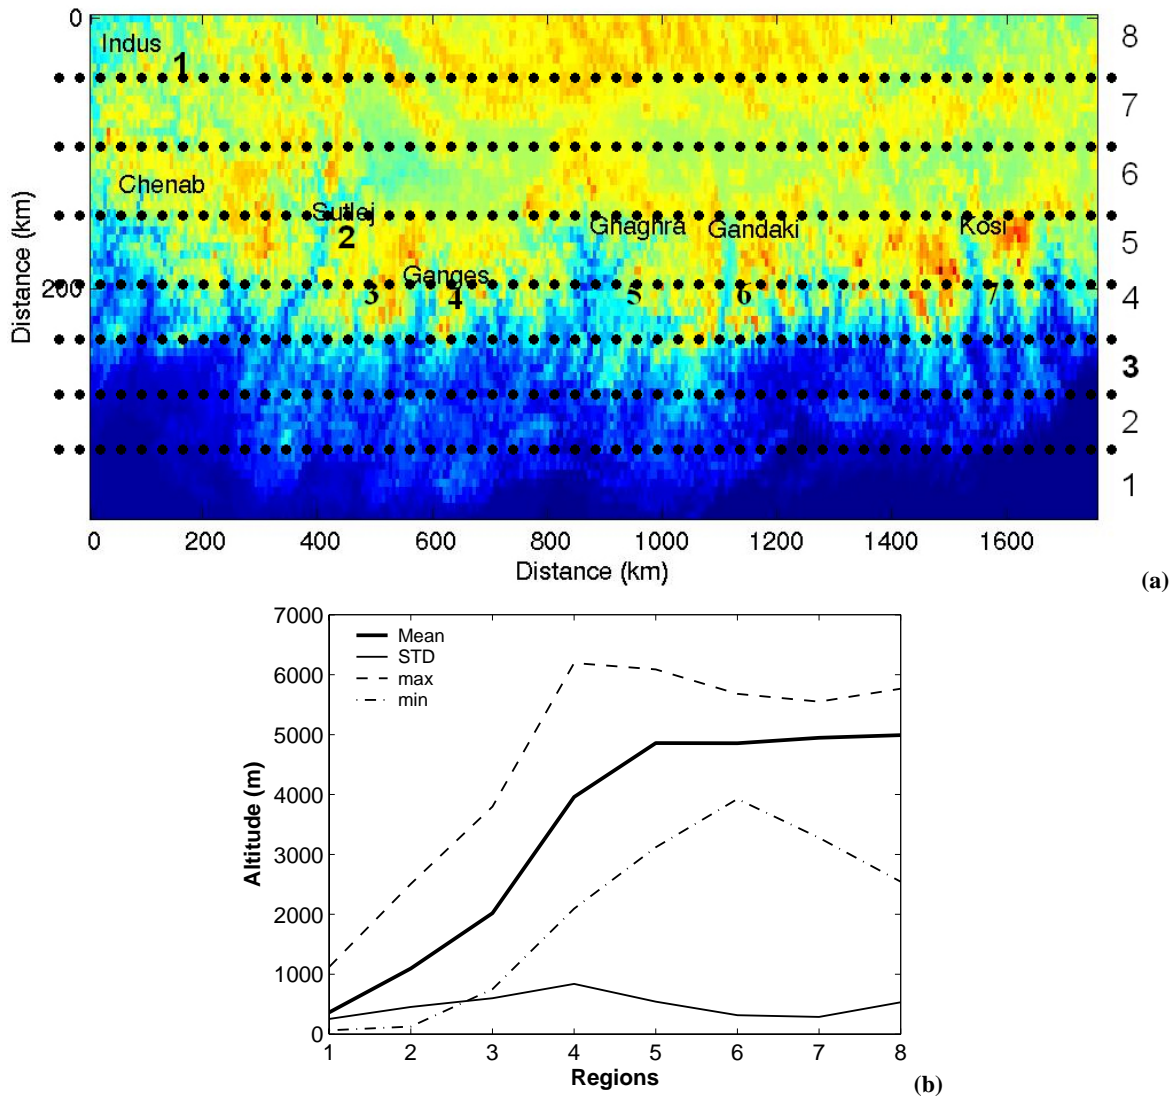 0
8
Indus
1
7
Chenab
6
Sutlej
2
Ghaghra
Gandaki
Kosi
5
Distance (km)
200
Ganges
3
4
5
6
7
4
3
2
1
0
200
400
600
800
1000
1200
1400
1600
Distance (km)
(a)
7000
6000
5000
4000
3000
2000
1000
0
Mean
STD
max
min
Altitude (m)
1
2
3
4
5
6
7
8
Regions
(b)